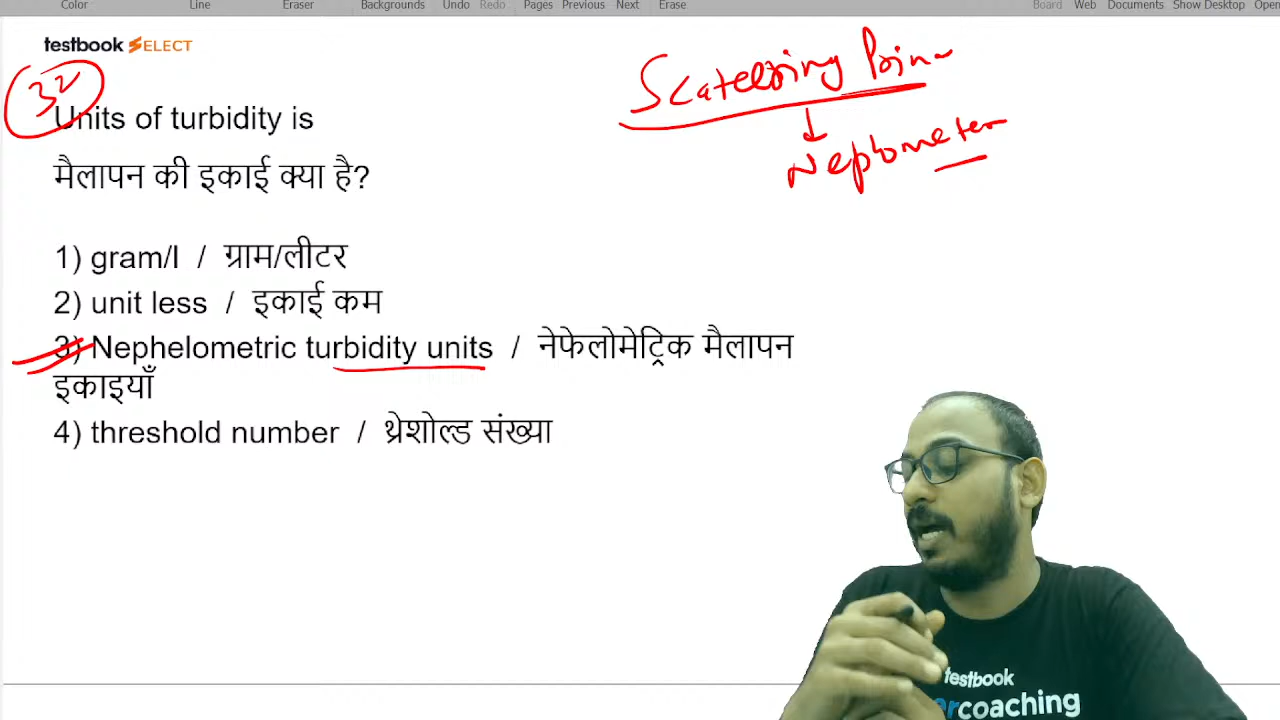 Color Line Eraser Backgrounds Undo Redo Pages Previous Next Erase Board Web Documents Show Desktop Open
testbook SELECT
32
Scattering Prin
Nephometer
Units of turbidity is
मैलापन की इकाई क्या है?
1) gram/l / ग्राम/लीटर
2) unit less / इकाई कम
3) Nephelometric turbidity units / नेफेलोमेट्रिक मैलापन
इकाइयाँ
4) threshold number / थ्रेशोल्ड संख्या
testbook
coaching